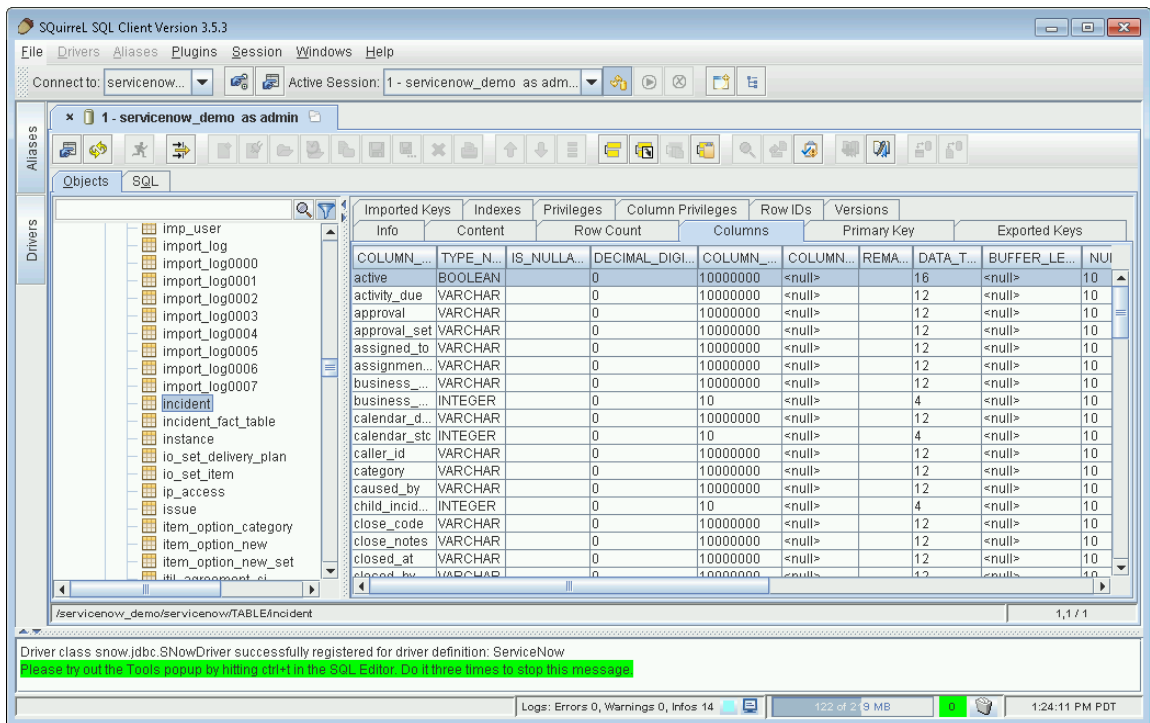 SQuirreL SQL Client Version 3.5.3
File Drivers Aliases Plugins Session Windows Help
Connect to: servicenow... Active Session: 1 - servicenow_demo as adm...
Aliases
Drivers
1 - servicenow_demo as admin
Objects SQL
imp_user
import_log
import_log0000
import_log0001
import_log0002
import_log0003
import_log0004
import_log0005
import_log0006
import_log0007
incident
incident_fact_table
instance
io_set_delivery_plan
io_set_item
ip_access
issue
item_option_category
item_option_new
item_option_new_set
itil_agreement_ci
Imported Keys Indexes Privileges Column Privileges Row IDs Versions
Info Content Row Count Columns Primary Key Exported Keys
COLUMN_... TYPE_N... IS_NULLA... DECIMAL_DIGI... COLUMN_... COLUMN... REMA... DATA_T... BUFFER_LE... NUI
active BOOLEAN 0 10000000 <null> 16 <null> 10
activity_due VARCHAR 0 10000000 <null> 12 <null> 10
approval VARCHAR 0 10000000 <null> 12 <null> 10
approval_set VARCHAR 0 10000000 <null> 12 <null> 10
assigned_to VARCHAR 0 10000000 <null> 12 <null> 10
assignmen... VARCHAR 0 10000000 <null> 12 <null> 10
business_... VARCHAR 0 10000000 <null> 12 <null> 10
business_... INTEGER 0 10 <null> 4 <null> 10
calendar_d... VARCHAR 0 10000000 <null> 12 <null> 10
calendar_stc INTEGER 0 10 <null> 4 <null> 10
caller_id VARCHAR 0 10000000 <null> 12 <null> 10
category VARCHAR 0 10000000 <null> 12 <null> 10
caused_by VARCHAR 0 10000000 <null> 12 <null> 10
child_incid... INTEGER 0 10 <null> 4 <null> 10
close_code VARCHAR 0 10000000 <null> 12 <null> 10
close_notes VARCHAR 0 10000000 <null> 12 <null> 10
closed_at VARCHAR 0 10000000 <null> 12 <null> 10
closed_by VARCHAR 0 10000000 <null> 12 <null> 10
/servicenow_demo/servicenow/TABLE/incident 1,1 / 1
Driver class snow.jdbc.SNowDriver successfully registered for driver definition: ServiceNow
Please try out the Tools popup by hitting ctrl+t in the SQL Editor. Do it three times to stop this message.
Logs: Errors 0, Warnings 0, Infos 14 122 of 219 MB 0 1:24:11 PM PDT